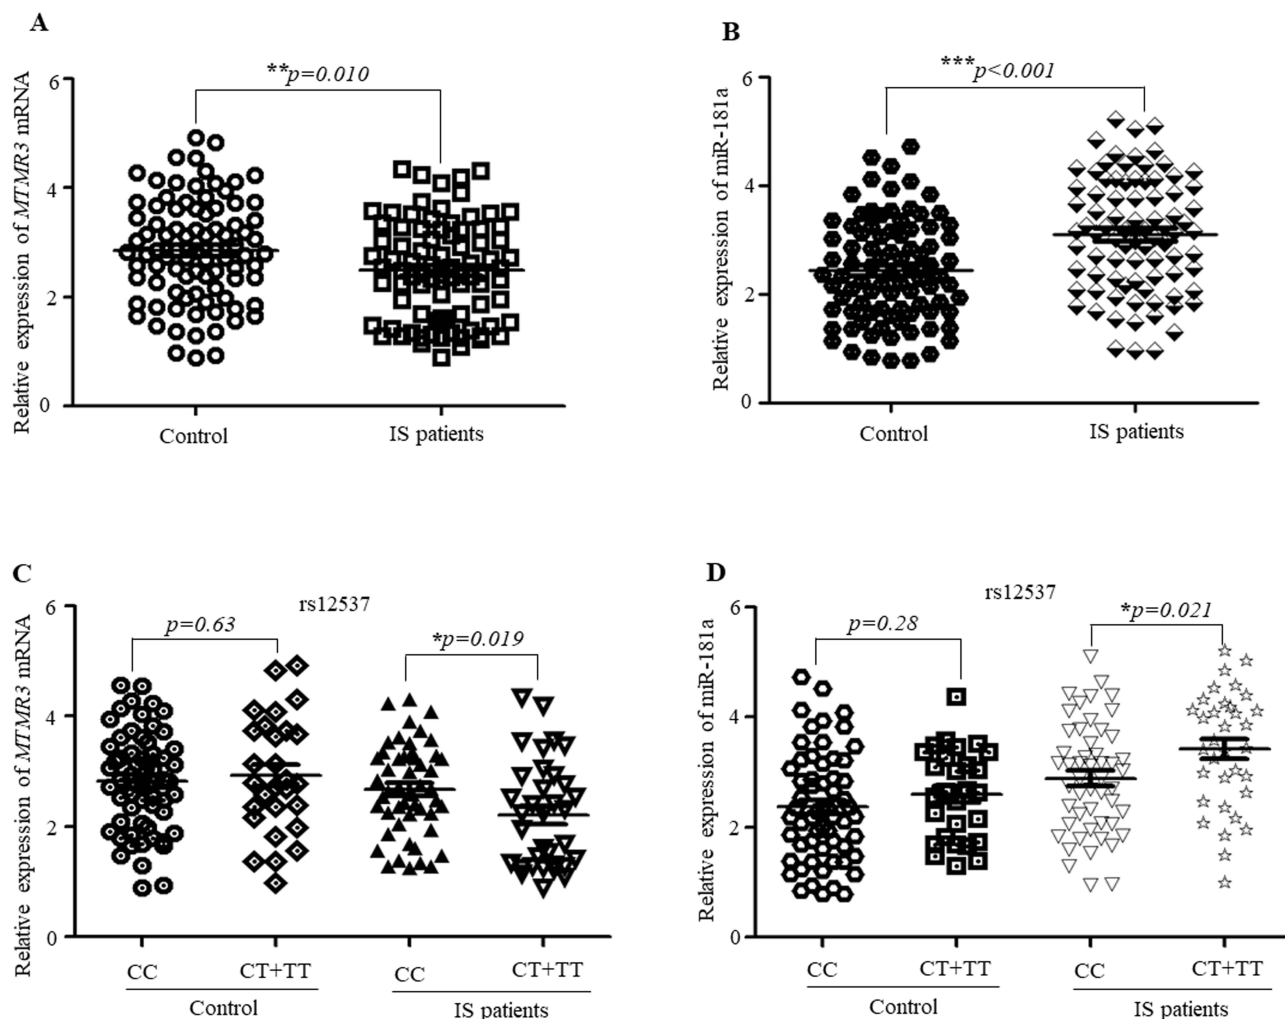 A
**p=0.010
Relative expression of MTMR3 mRNA
6
4
2
0
Control
IS patients
B
***p<0.001
Relative expression of miR-181a
6
4
2
0
Control
IS patients
C
rs12537
p=0.63
*p=0.019
Relative expression of MTMR3 mRNA
6
4
2
0
CC
CT+TT
CC
CT+TT
Control
IS patients
D
rs12537
p=0.28
*p=0.021
Relative expression of miR-181a
6
4
2
0
CC
CT+TT
CC
CT+TT
Control
IS patients